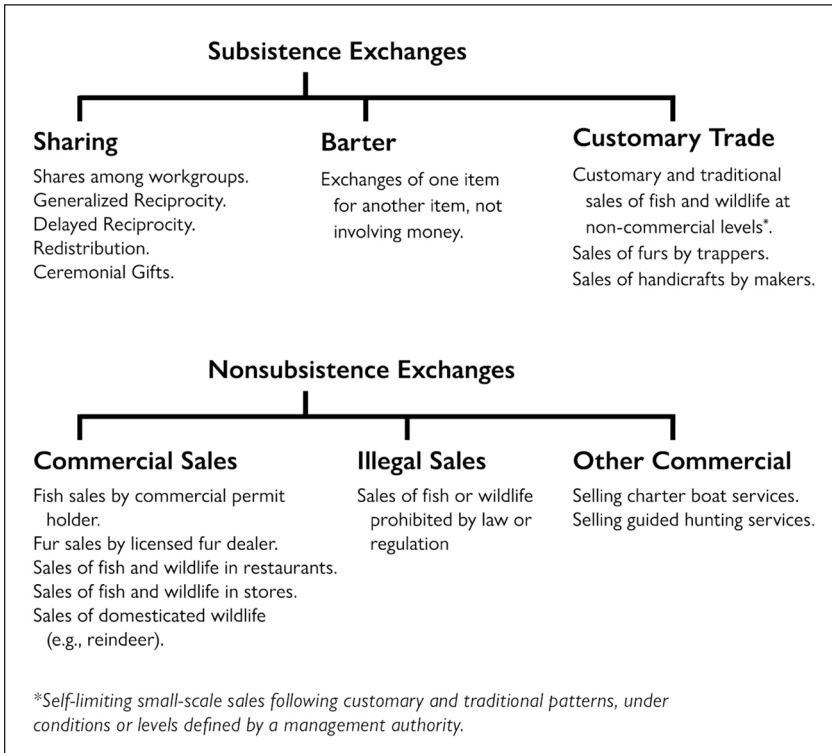 Subsistence Exchanges
Sharing
Shares among workgroups.
Generalized Reciprocity.
Delayed Reciprocity.
Redistribution.
Ceremonial Gifts.
Barter
Exchanges of one item
for another item, not
involving money.
Customary Trade
Customary and traditional
sales of fish and wildlife at
non-commercial levels*.
Sales of furs by trappers.
Sales of handicrafts by makers.
Nonsubsistence Exchanges
Commercial Sales
Fish sales by commercial permit
holder.
Fur sales by licensed fur dealer.
Sales of fish and wildlife in restaurants.
Sales of fish and wildlife in stores.
Sales of domesticated wildlife
(e.g., reindeer).
Illegal Sales
Sales of fish or wildlife
prohibited by law or
regulation
Other Commercial
Selling charter boat services.
Selling guided hunting services.
*Self-limiting small-scale sales following customary and traditional patterns, under
conditions or levels defined by a management authority.